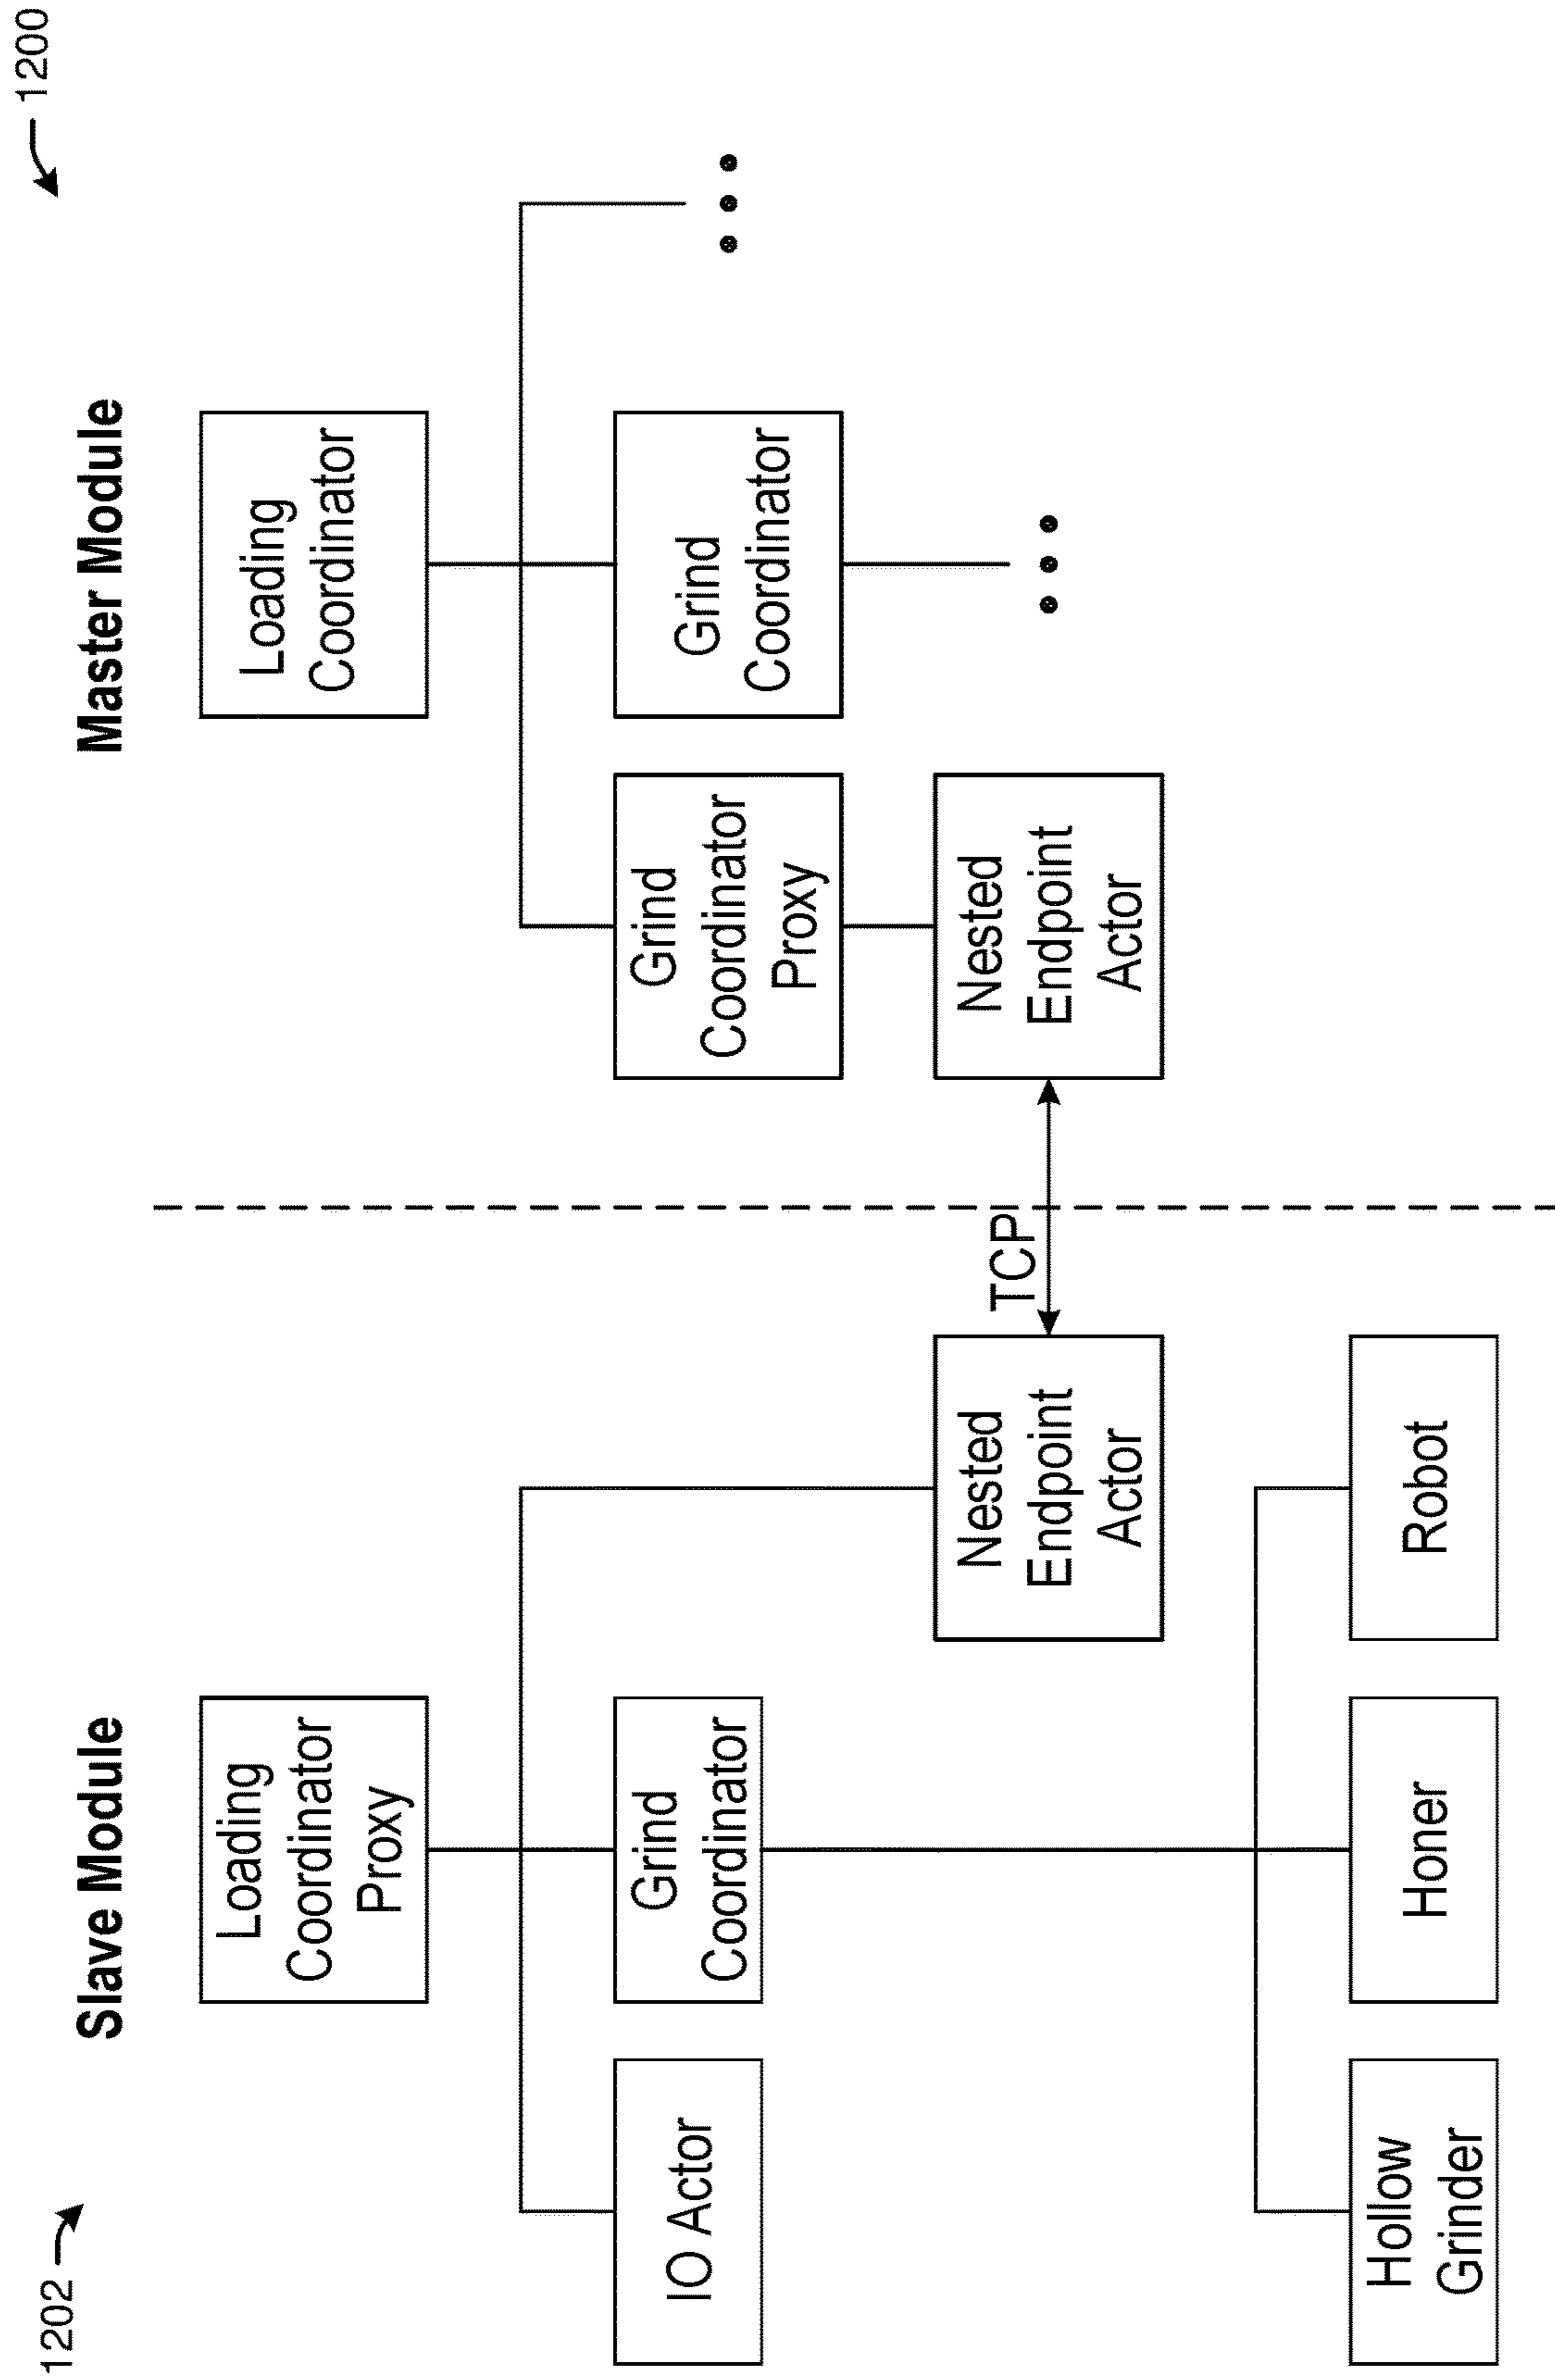 1202
1200
Slave Module
Master Module
Loading
Coordinator
Proxy
Loading
Coordinator
IO Actor
Grind
Coordinator
Grind
Coordinator
Proxy
Grind
Coordinator
Nested
Endpoint
Actor
TCP
Nested
Endpoint
Actor
Hollow
Grinder
Honer
Robot